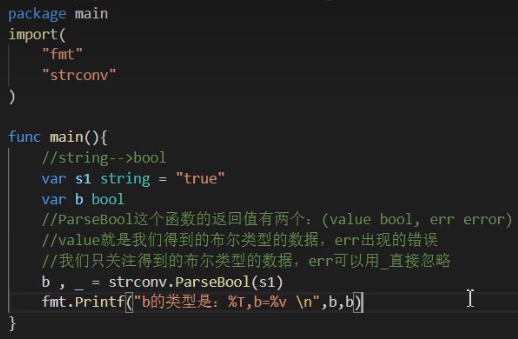 package main
import(
    "fmt"
    "strconv"
)
func main(){
    //string-->bool
    var s1 string = "true"
    var b bool
    //ParseBool这个函数的返回值有两个：(value bool, err error)
    //value就是我们得到的布尔类型的数据，err出现的错误
    //我们只关注得到的布尔类型的数据，err可以用_直接忽略
    b , _ = strconv.ParseBool(s1)
    fmt.Printf("b的类型是：%T,b=%v \n",b,b)
}